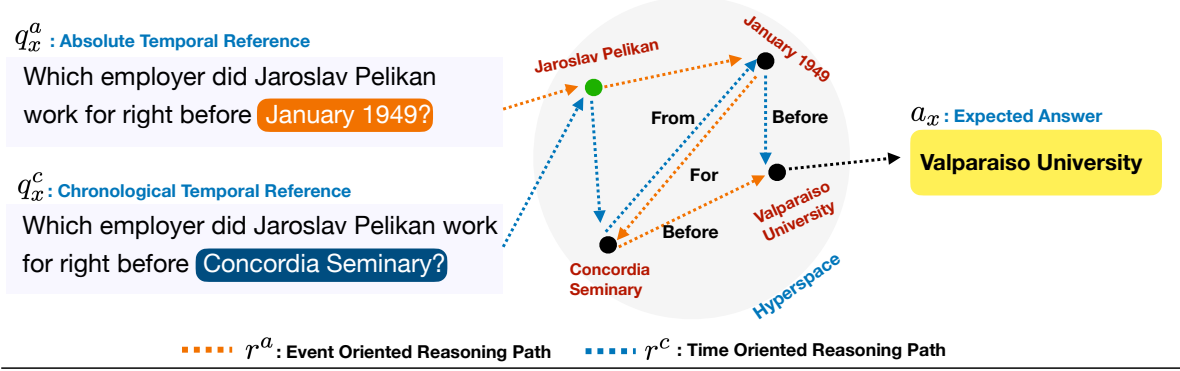 q_x^a : Absolute Temporal Reference
Which employer did Jaroslav Pelikan
work for right before January 1949?
q_x^c : Chronological Temporal Reference
Which employer did Jaroslav Pelikan work
for right before Concordia Seminary?
Jaroslav Pelikan
January 1949
From
Before
For
Before
Valparaiso
University
Concordia
Seminary
Hyperspace
a_x : Expected Answer
Valparaiso University
r^a : Event Oriented Reasoning Path
r^c : Time Oriented Reasoning Path